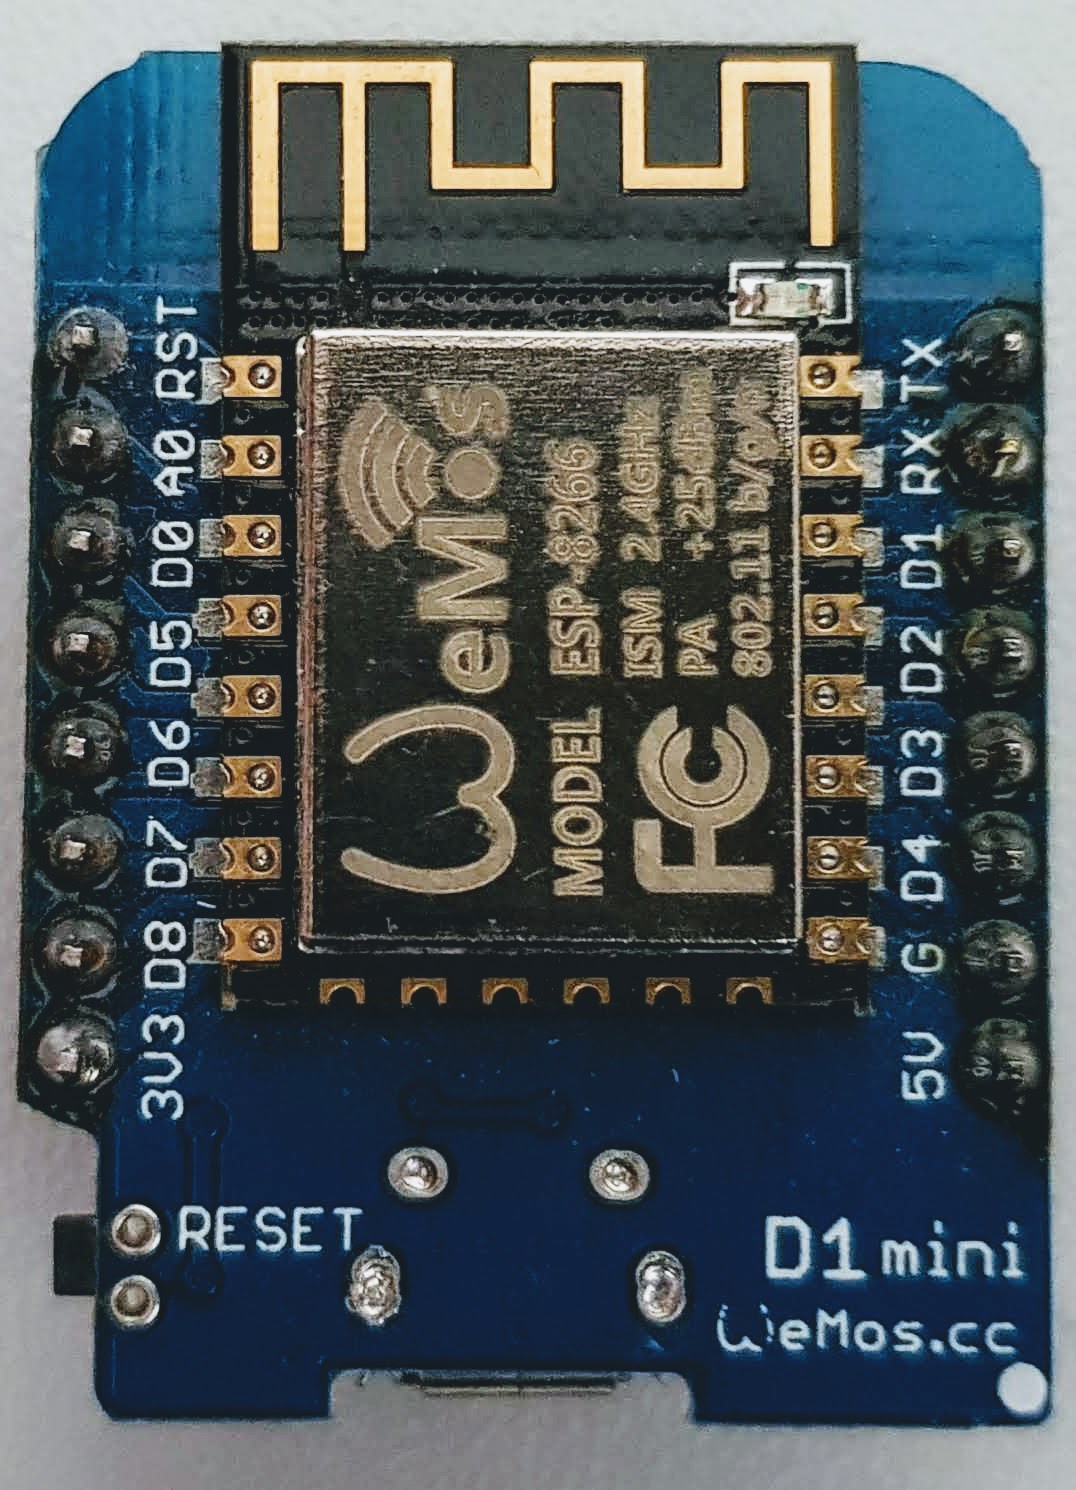 RST
A0
D0
D5
D6
D7
D8
3V3
TX
RX
D1
D2
D3
D4
G
5V
WeMos
MODEL ESP-8266
ISM 2.4GHz
PA +25dBm
802.11 b/g/n
FC
RESET
D1 mini
WeMos.cc